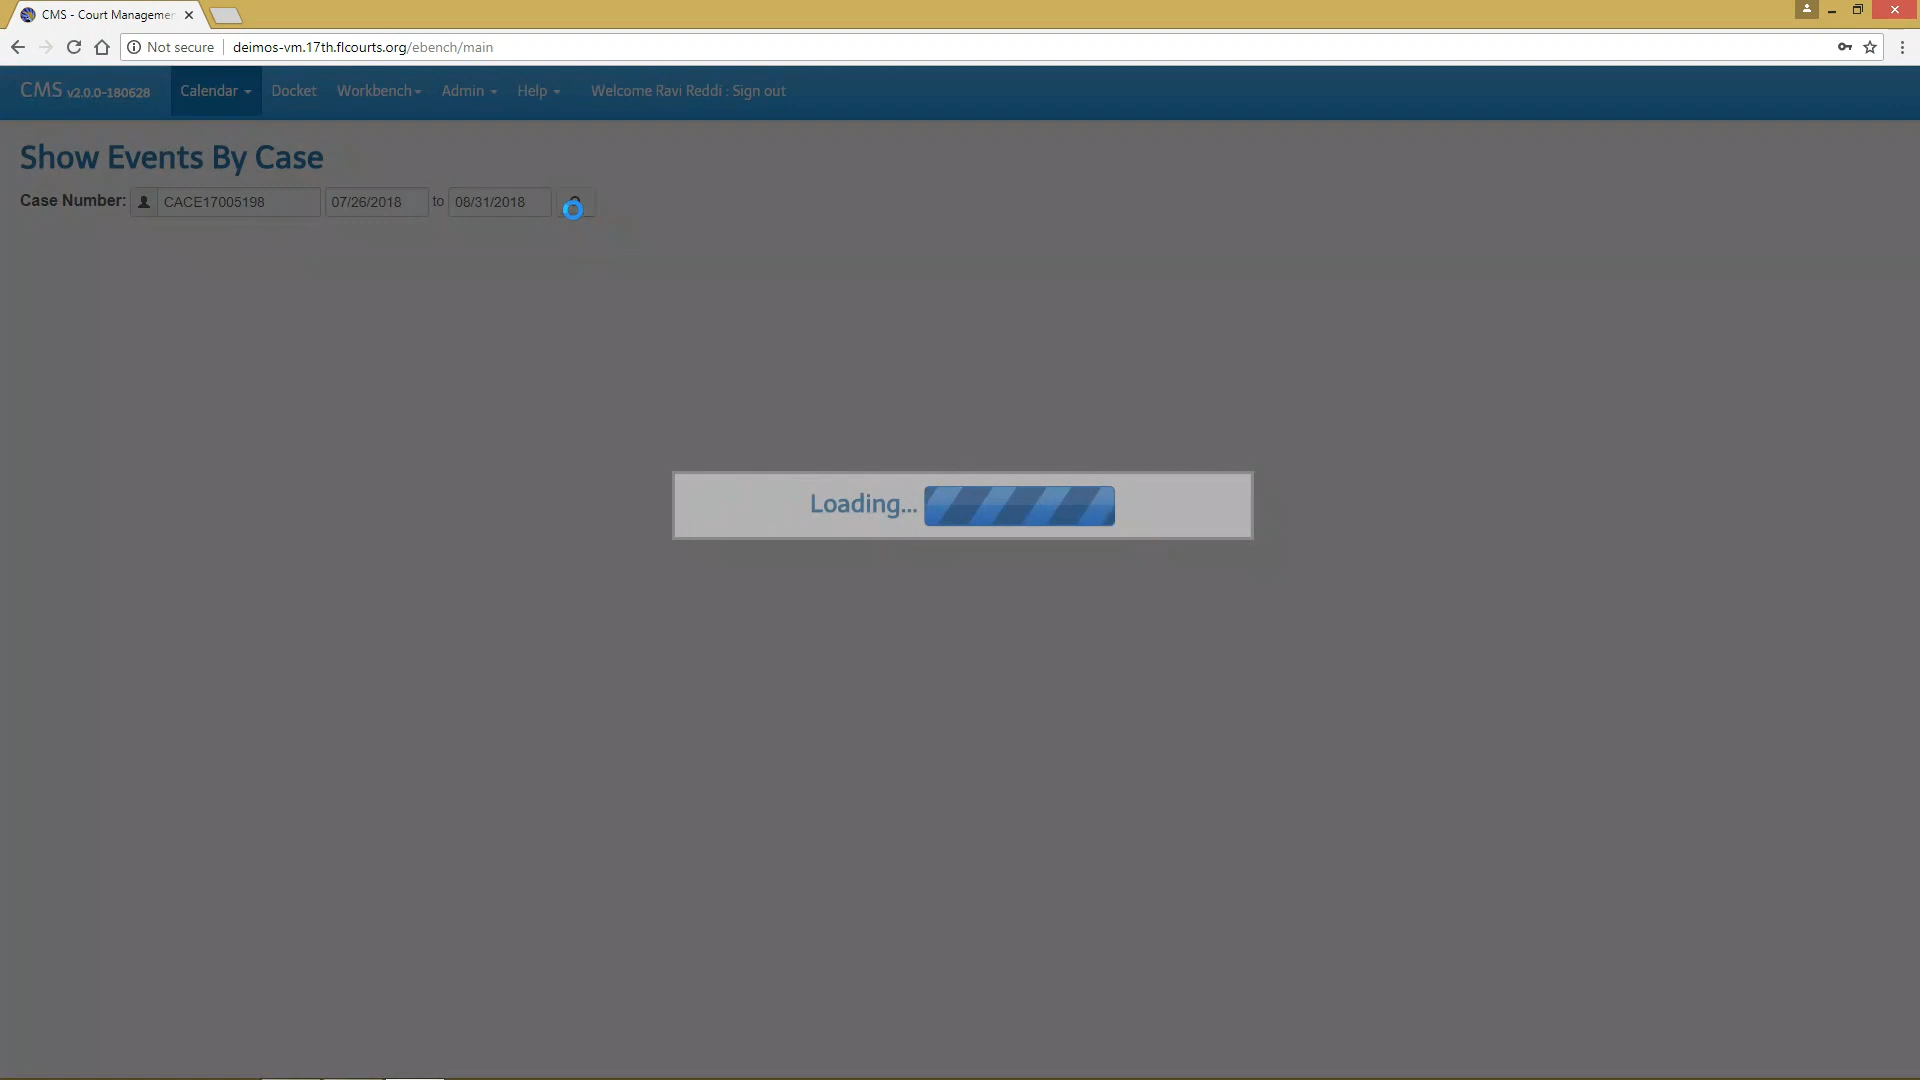 CMS - Court Managemer
Not secure deimos-vm.17th.flcourts.org/ebench/main
CMS v2.0.0-180628 Calendar Docket Workbench Admin Help Welcome Ravi Reddi : Sign out
Show Events By Case
Case Number: CACE17005198 07/26/2018 to 08/31/2018
Loading...